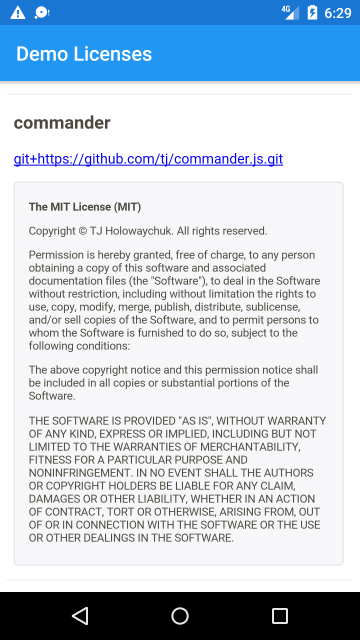 4G 6:29
Demo Licenses
commander
git+https://github.com/tj/commander.js.git
The MIT License (MIT)
Copyright © TJ Holowaychuk. All rights reserved.
Permission is hereby granted, free of charge, to any person
obtaining a copy of this software and associated
documentation files (the "Software"), to deal in the Software
without restriction, including without limitation the rights to
use, copy, modify, merge, publish, distribute, sublicense,
and/or sell copies of the Software, and to permit persons to
whom the Software is furnished to do so, subject to the
following conditions:
The above copyright notice and this permission notice shall
be included in all copies or substantial portions of the
Software.
THE SOFTWARE IS PROVIDED "AS IS", WITHOUT WARRANTY
OF ANY KIND, EXPRESS OR IMPLIED, INCLUDING BUT NOT
LIMITED TO THE WARRANTIES OF MERCHANTABILITY,
FITNESS FOR A PARTICULAR PURPOSE AND
NONINFRINGEMENT. IN NO EVENT SHALL THE AUTHORS
OR COPYRIGHT HOLDERS BE LIABLE FOR ANY CLAIM,
DAMAGES OR OTHER LIABILITY, WHETHER IN AN ACTION
OF CONTRACT, TORT OR OTHERWISE, ARISING FROM, OUT
OF OR IN CONNECTION WITH THE SOFTWARE OR THE USE
OR OTHER DEALINGS IN THE SOFTWARE.